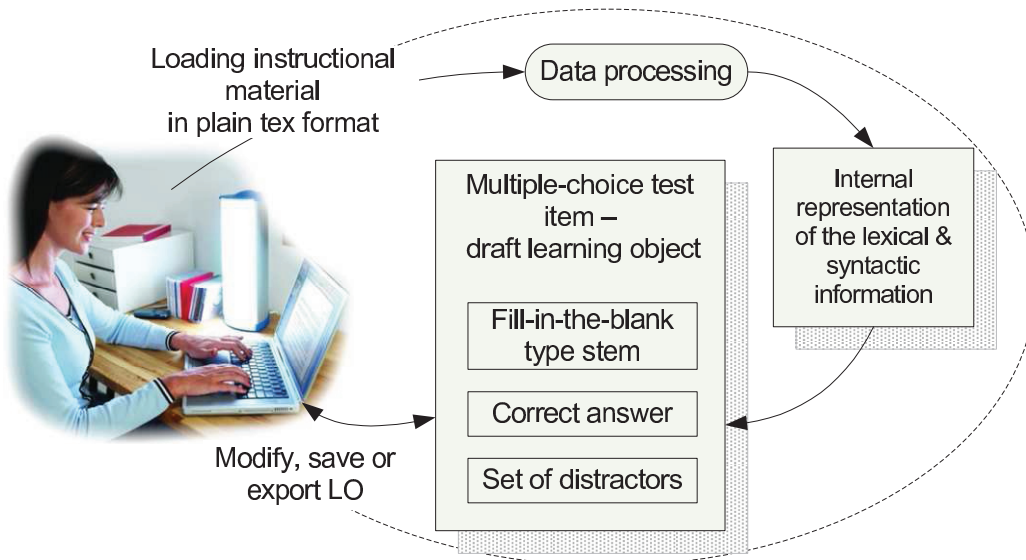 Loading instructional
material
in plain tex format
Data processing
Internal
representation
of the lexical &
syntactic
information
Multiple-choice test
item –
draft learning object
Fill-in-the-blank
type stem
Correct answer
Set of distractors
Modify, save or
export LO